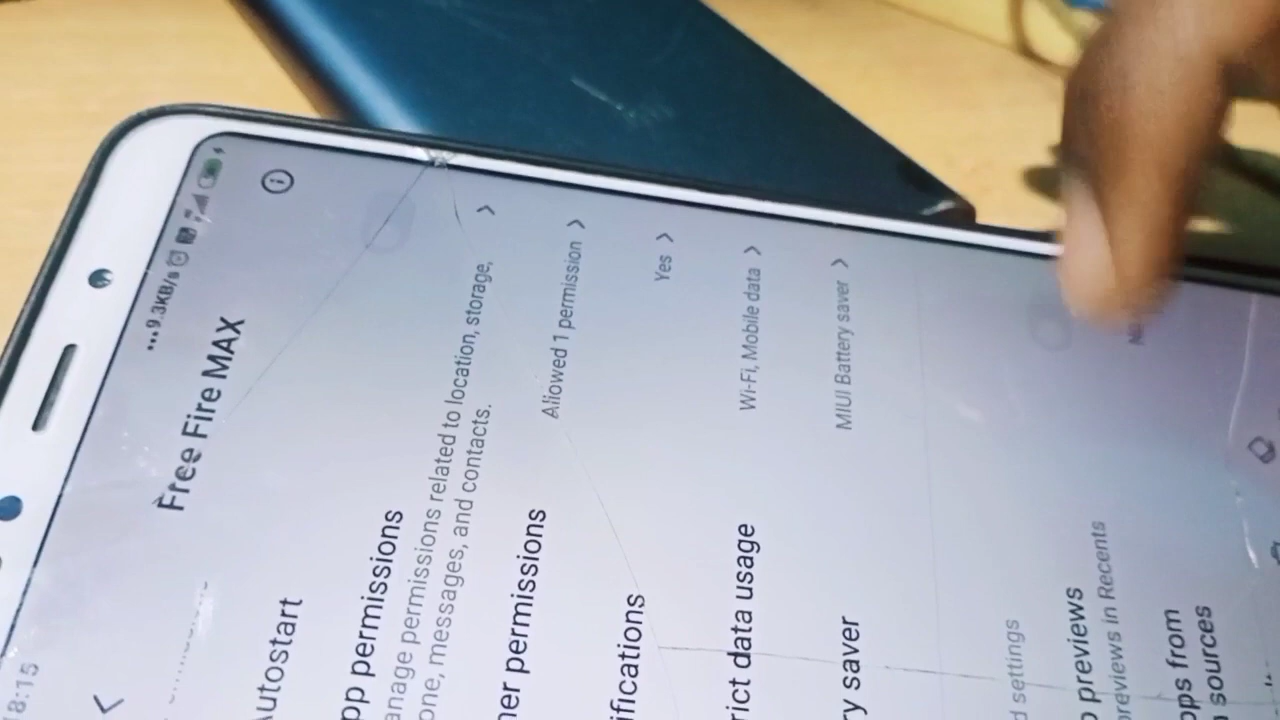 8:15
...9.3KB/s
Free Fire MAX
Autostart
pp permissions
anage permissions related to location, storage,
one, messages, and contacts.
her permissions
Allowed 1 permission
ifications
Yes
rict data usage
Wi-Fi, Mobile data
ry saver
MIUI Battery saver
d settings
p previews
previews in Recents
pps from
sources